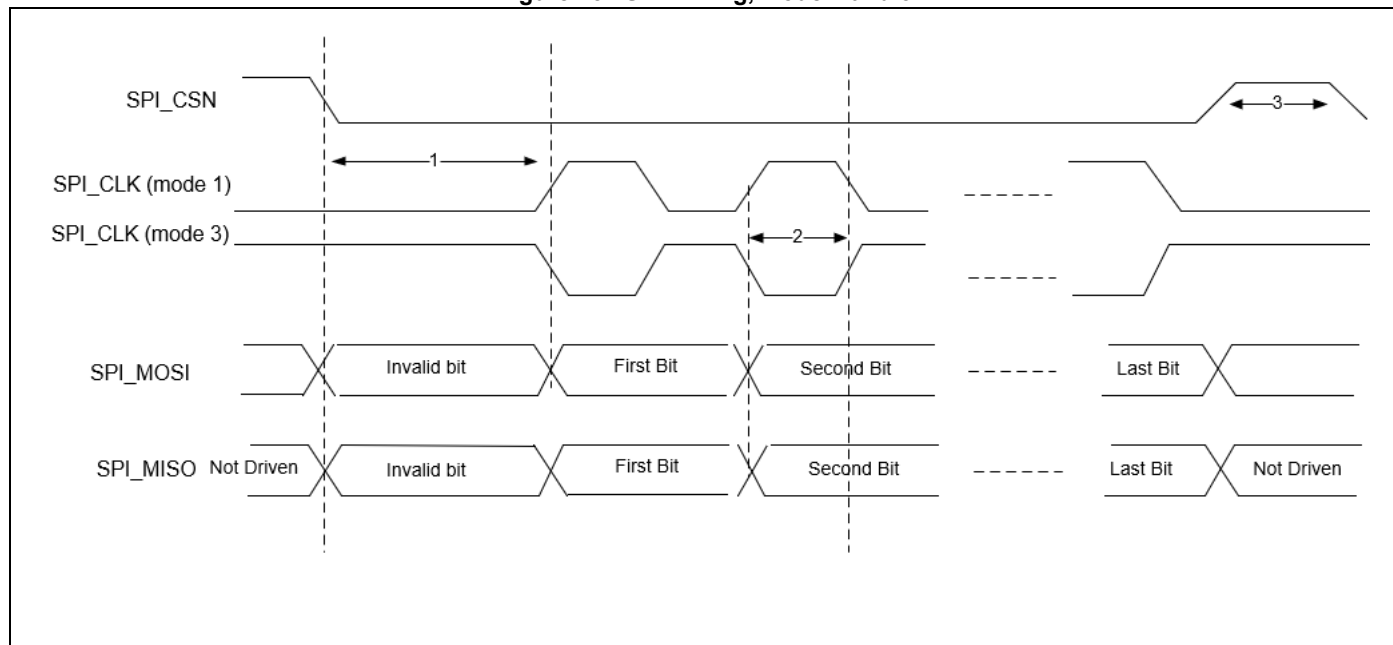 SPI_CSN
3
1
SPI_CLK (mode 1)
SPI_CLK (mode 3)
2
SPI_MOSI
Invalid bit
First Bit
Second Bit
Last Bit
SPI_MISO
Not Driven
Invalid bit
First Bit
Second Bit
Last Bit
Not Driven